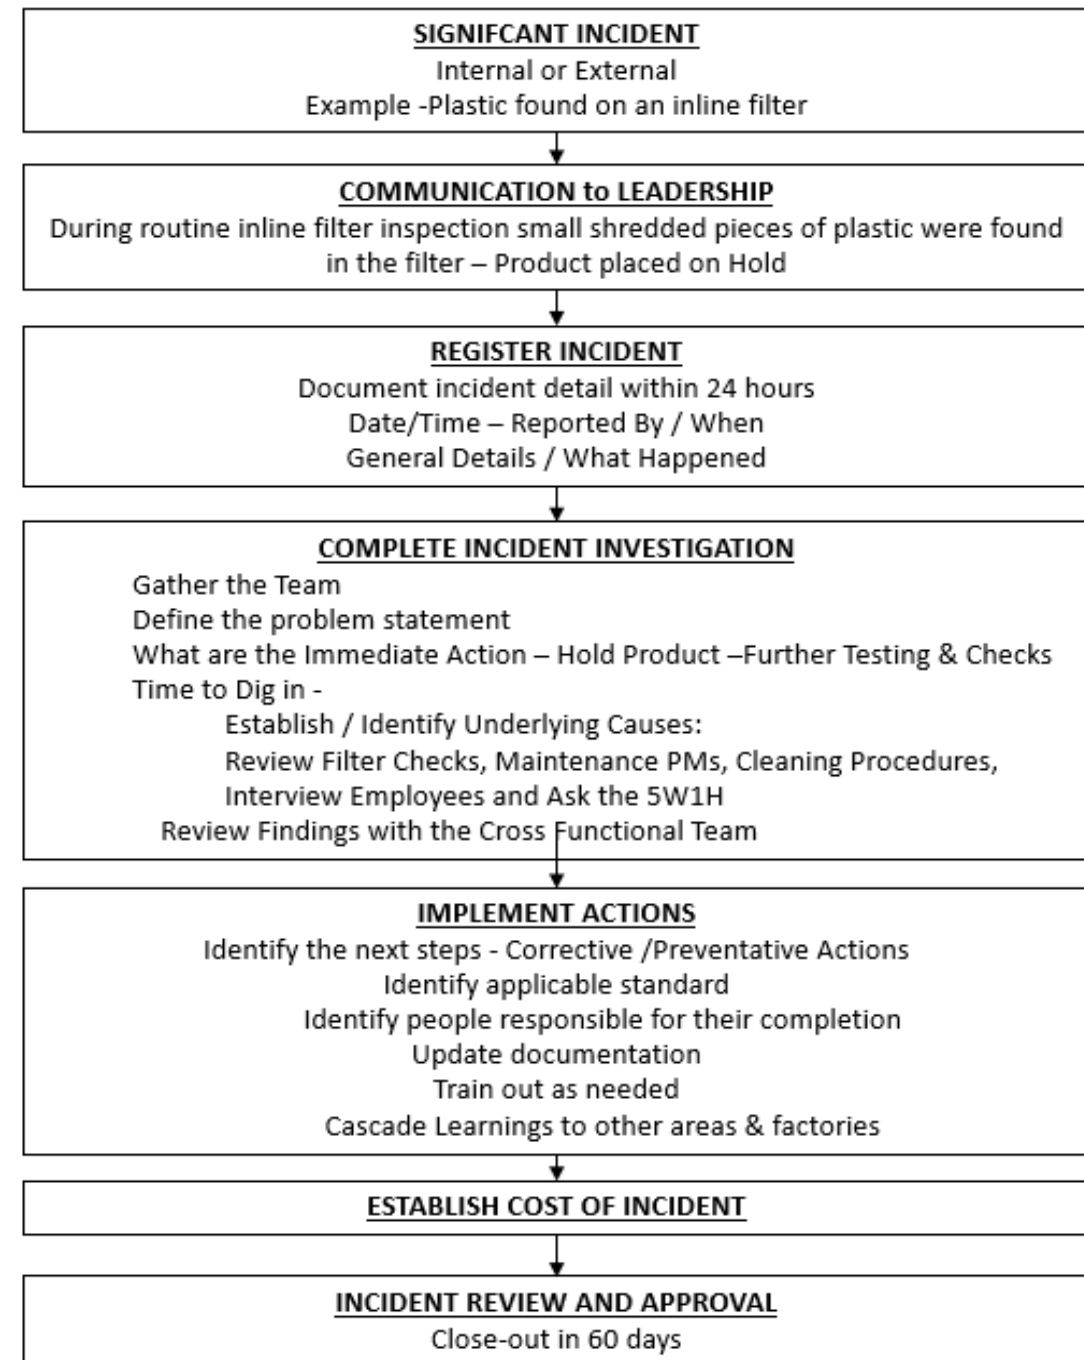 SIGNIFCANT INCIDENT
Internal or External
Example -Plastic found on an inline filter
COMMUNICATION to LEADERSHIP
During routine inline filter inspection small shredded pieces of plastic were found
in the filter – Product placed on Hold
REGISTER INCIDENT
Document incident detail within 24 hours
Date/Time – Reported By / When
General Details / What Happened
COMPLETE INCIDENT INVESTIGATION
Gather the Team
Define the problem statement
What are the Immediate Action – Hold Product –Further Testing & Checks
Time to Dig in -
Establish / Identify Underlying Causes:
Review Filter Checks, Maintenance PMs, Cleaning Procedures,
Interview Employees and Ask the 5W1H
Review Findings with the Cross Functional Team
IMPLEMENT ACTIONS
Identify the next steps - Corrective /Preventative Actions
Identify applicable standard
Identify people responsible for their completion
Update documentation
Train out as needed
Cascade Learnings to other areas & factories
ESTABLISH COST OF INCIDENT
INCIDENT REVIEW AND APPROVAL
Close-out in 60 days